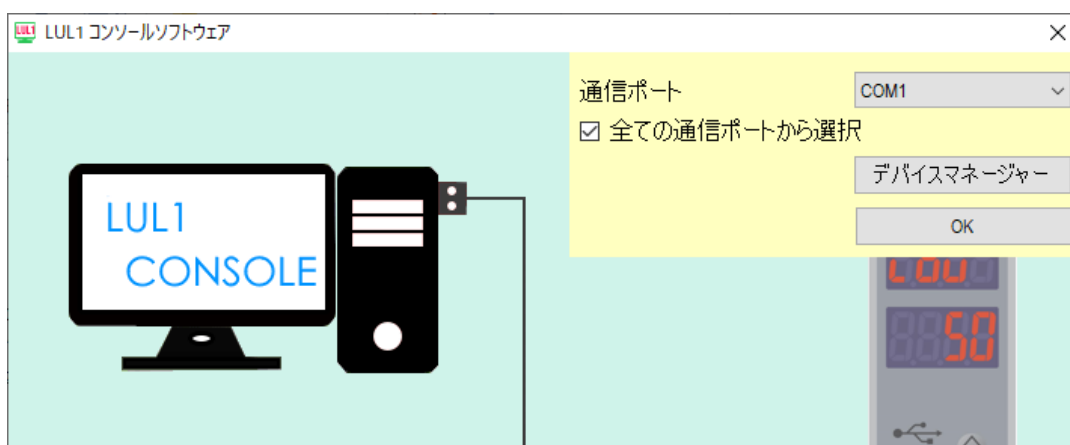 LUL1 コンソールソフトウェア
通信ポート
COM1
全ての通信ポートから選択
デバイスマネージャー
OK
LUL1
CONSOLE
50